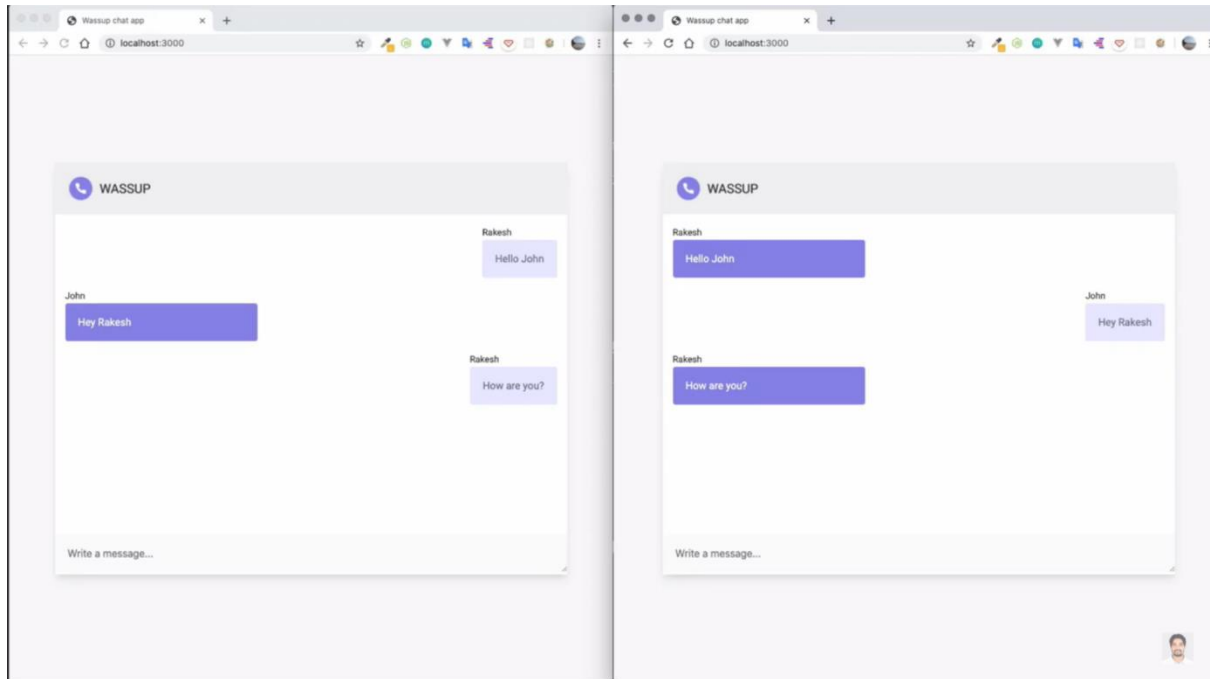 Wassup chat app
localhost:3000
WASSUP
Rakesh
Hello John
John
Hey Rakesh
Rakesh
How are you?
Write a message...
Wassup chat app
localhost:3000
WASSUP
Rakesh
Hello John
John
Hey Rakesh
Rakesh
How are you?
Write a message...